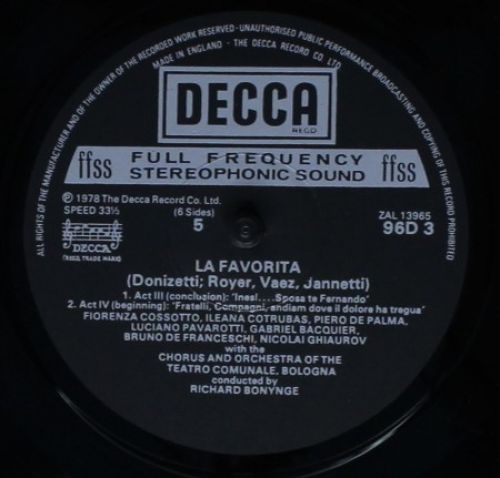 ALL RIGHTS OF THE MANUFACTURER AND OF THE OWNER OF THE RECORDED WORK RESERVED · UNAUTHORISED PUBLIC PERFORMANCE BROADCASTING AND COPYING OF THIS RECORD PROHIBITED
MADE IN ENGLAND · THE DECCA RECORD CO LTD
DECCA
REGD
ffss FULL FREQUENCY ffss
STEREOPHONIC SOUND
Ⓟ 1978 The Decca Record Co. Ltd.
SPEED 33⅓ (6 Sides) ZAL 13965
5 96D 3
DECCA
(REGD. TRADE MARK)
LA FAVORITA
(Donizetti; Royer, Vaez, Jannetti)
1. Act III (conclusion): 'Ines!....Sposa te Fernando'
2. Act IV (beginning): 'Fratelli, Compagni, andiam dove il dolore ha tregua'
FIORENZA COSSOTTO, ILEANA COTRUBAS, PIERO DE PALMA,
LUCIANO PAVAROTTI, GABRIEL BACQUIER,
BRUNO DE FRANCESCHI, NICOLAI GHIAUROV
with the
CHORUS AND ORCHESTRA OF THE
TEATRO COMUNALE, BOLOGNA
conducted by
RICHARD BONYNGE